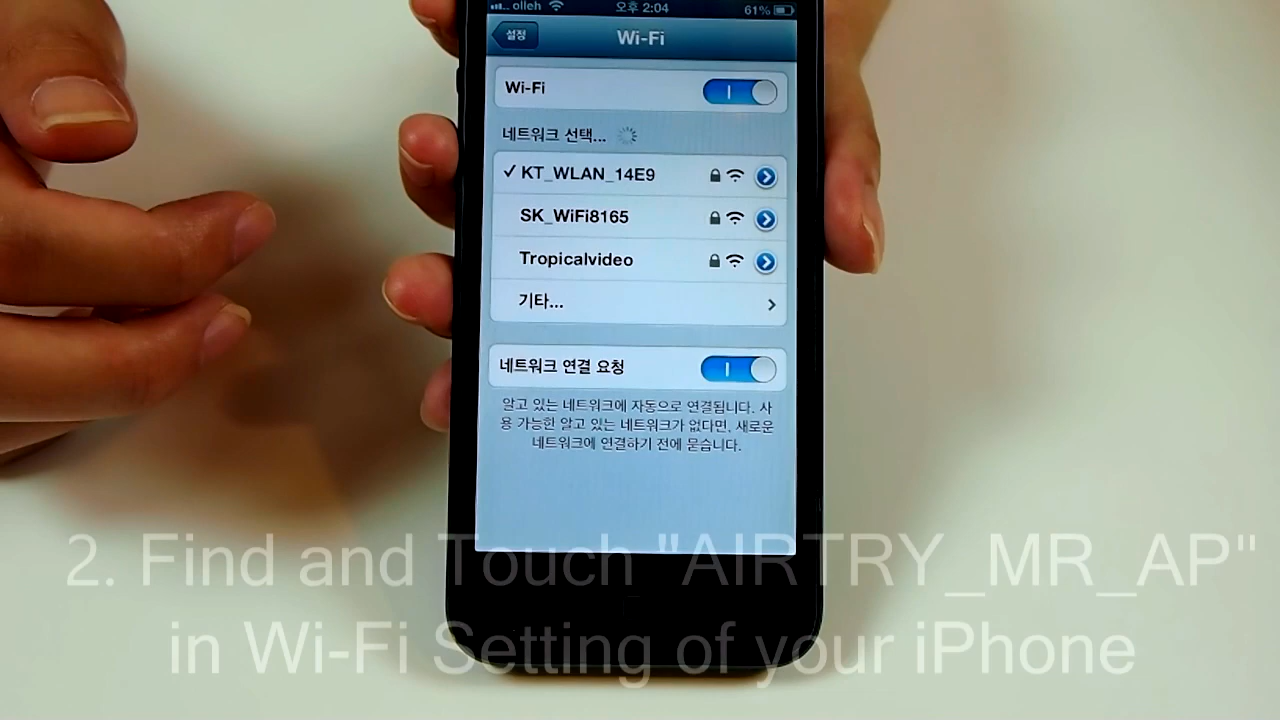 olleh 오후 2:04 61%
설정 Wi-Fi
Wi-Fi
네트워크 선택...
✓ KT_WLAN_14E9
SK_WiFi8165
Tropicalvideo
기타...
네트워크 연결 요청
알고 있는 네트워크에 자동으로 연결됩니다. 사
용 가능한 알고 있는 네트워크가 없다면, 새로운
네트워크에 연결하기 전에 묻습니다.
2. Find and Touch "AIRTRY_MR_AP"
in Wi-Fi Setting of your iPhone